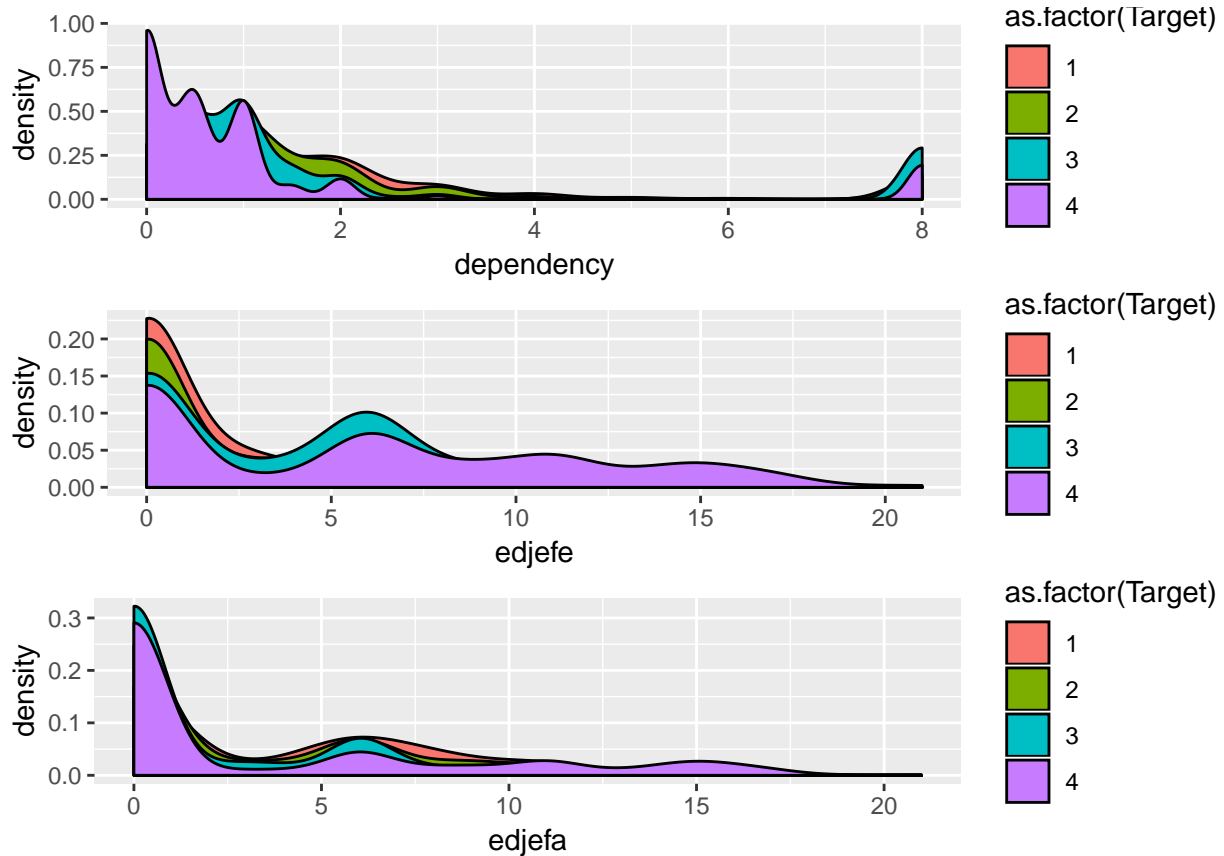 as.factor(Target)
1
2
3
4
density
1.00
0.75
0.50
0.25
0.00
0 2 4 6 8
dependency
as.factor(Target)
1
2
3
4
density
0.20
0.15
0.10
0.05
0.00
0 5 10 15 20
edjefe
as.factor(Target)
1
2
3
4
density
0.3
0.2
0.1
0.0
0 5 10 15 20
edjefa